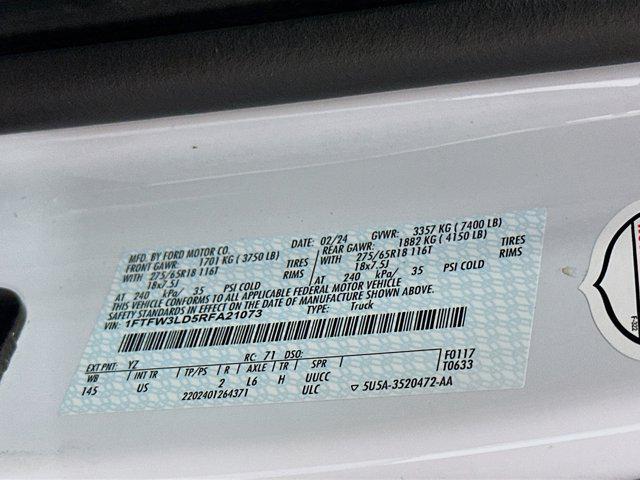 MFD. BY FORD MOTOR CO. DATE: 02/24 GVWR: 3357 KG ( 7400 LB)
FRONT GAWR: 1701 KG ( 3750 LB) REAR GAWR: 1882 KG ( 4150 LB)
WITH 275/65R18 116T TIRES WITH 275/65R18 116T TIRES
18x7.5J RIMS 18x7.5J RIMS
AT 240 kPa/ 35 PSI COLD AT 240 kPa/ 35 PSI COLD
THIS VEHICLE CONFORMS TO ALL APPLICABLE FEDERAL MOTOR VEHICLE
SAFETY STANDARDS IN EFFECT ON THE DATE OF MANUFACTURE SHOWN ABOVE.
VIN: 1FTFW3LD5RFA21073 TYPE: Truck
EXT PNT: YZ RC: 71 DSO: F0117
WB INT TR TP/PS R AXLE TR SPR T0633
145 US 2 L6 H UUCC
2202401264371 ULC ▽ 5U5A-3520472-AA